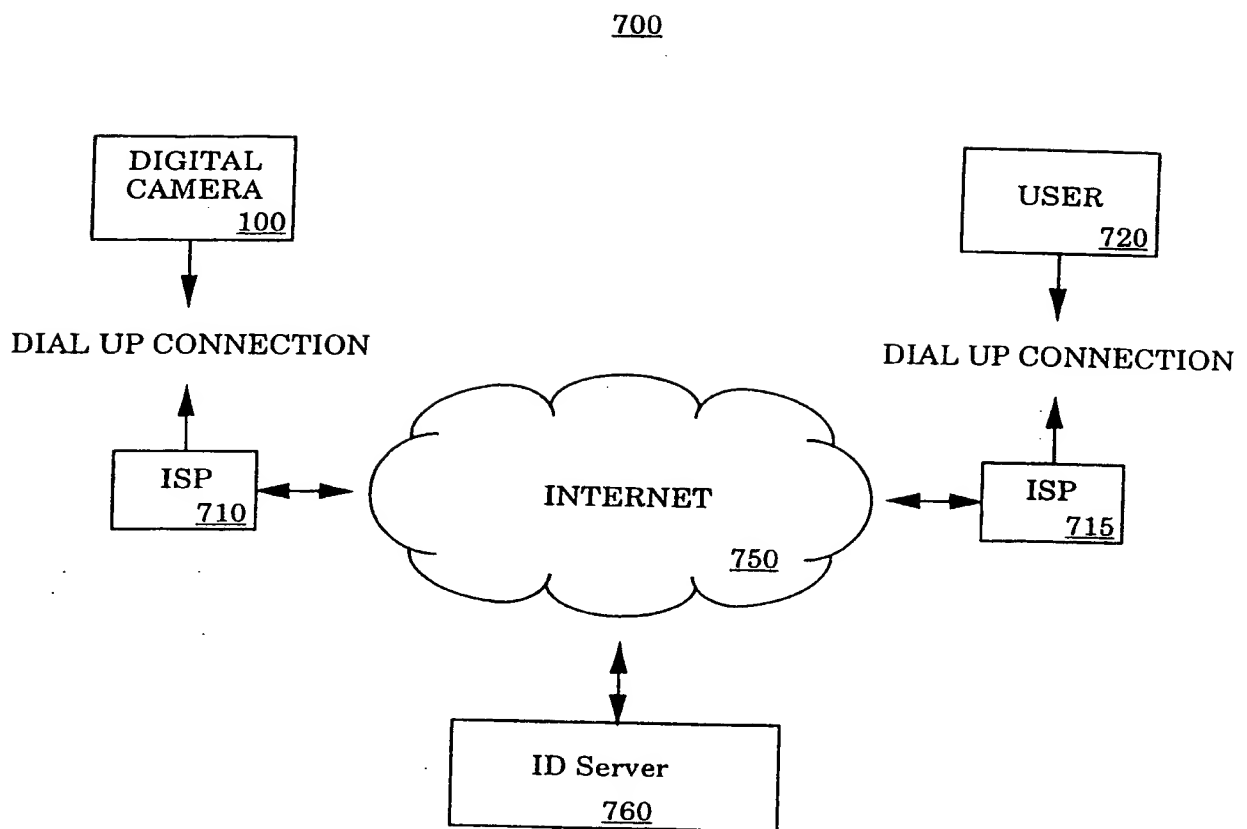 700
DIGITAL
CAMERA
100
USER
720
DIAL UP CONNECTION
DIAL UP CONNECTION
ISP
710
INTERNET
750
ISP
715
ID Server
760